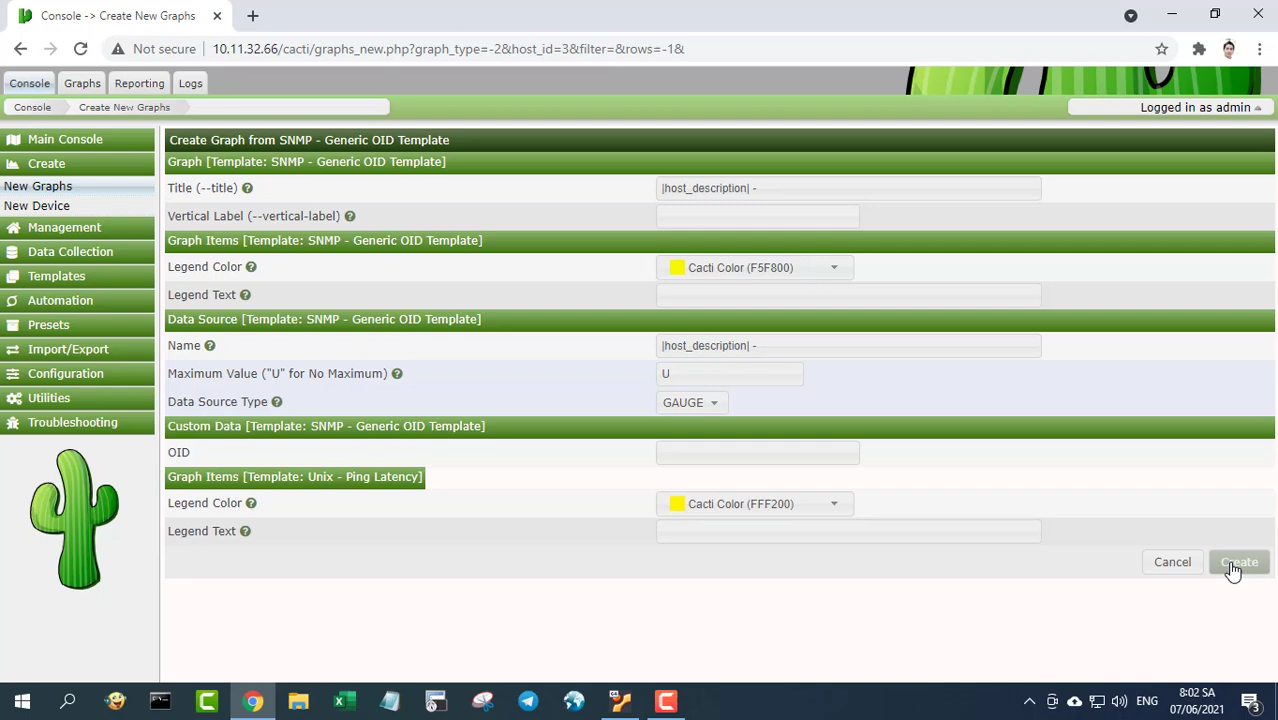 Console -> Create New Graphs
Not secure
10.11.32.66/cacti/graphs_new.php?graph_type=-2&host_id=3&filter=&rows=-1&
Console
Graphs
Reporting
Logs
Console
Create New Graphs
Logged in as admin
Main Console
Create
New Graphs
New Device
Management
Data Collection
Templates
Automation
Presets
Import/Export
Configuration
Utilities
Troubleshooting
Create Graph from SNMP - Generic OID Template
Graph [Template: SNMP - Generic OID Template]
Title (--title)
|host_description| -
Vertical Label (--vertical-label)
Graph Items [Template: SNMP - Generic OID Template]
Legend Color
Cacti Color (F5F800)
Legend Text
Data Source [Template: SNMP - Generic OID Template]
Name
|host_description| -
Maximum Value ("U" for No Maximum)
U
Data Source Type
GAUGE
Custom Data [Template: SNMP - Generic OID Template]
OID
Graph Items [Template: Unix - Ping Latency]
Legend Color
Cacti Color (FFF200)
Legend Text
Cancel
Create
ENG
8:02 SA
07/06/2021
3